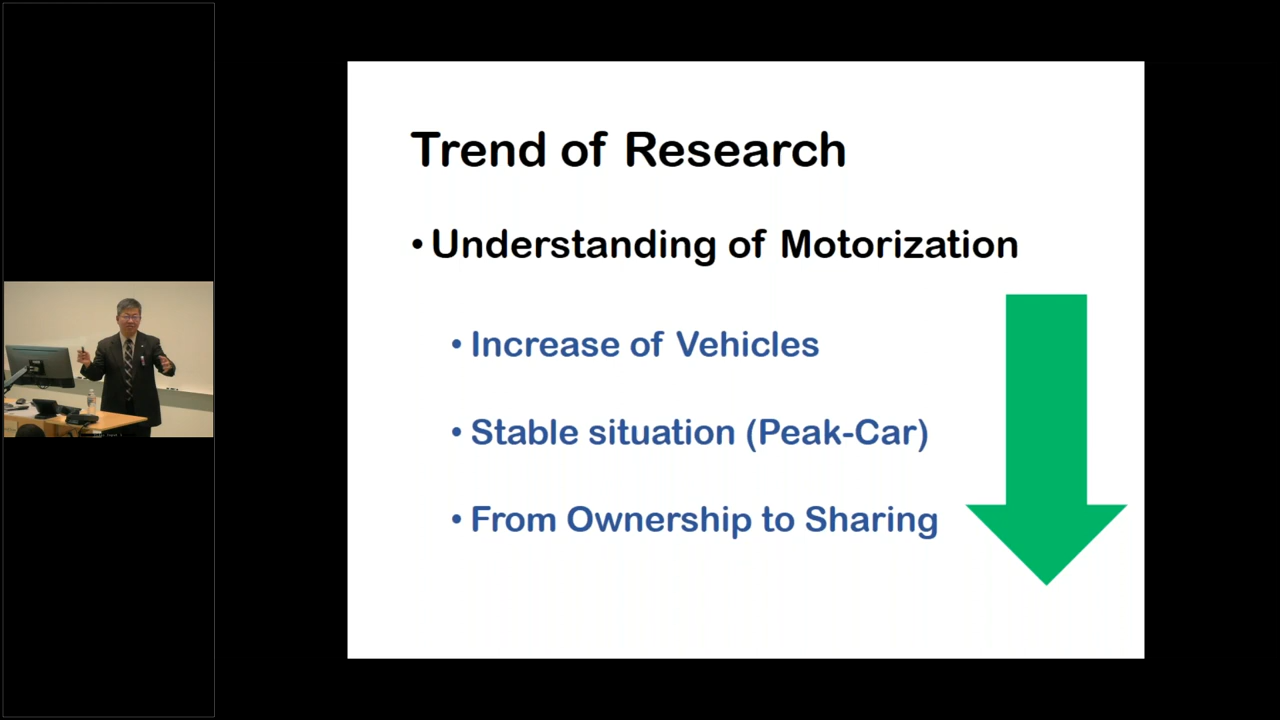 Trend of Research
• Understanding of Motorization
• Increase of Vehicles
• Stable situation (Peak-Car)
• From Ownership to Sharing